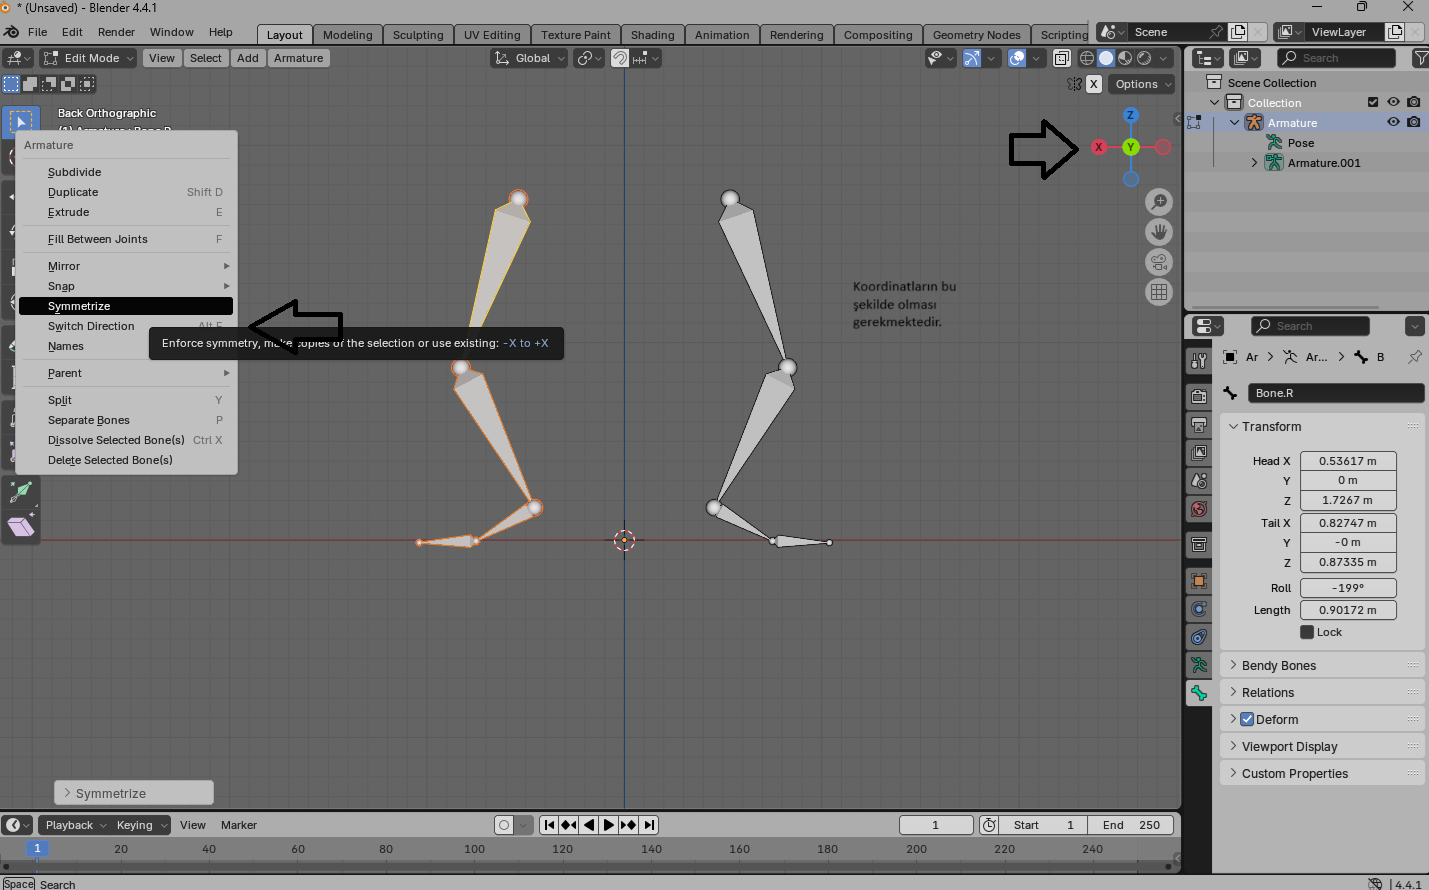 * (Unsaved) - Blender 4.4.1
File Edit Render Window Help Layout Modeling Sculpting UV Editing Texture Paint Shading Animation Rendering Compositing Geometry Nodes Scripting Scene ViewLayer
Edit Mode View Select Add Armature Global Search
X Options
Scene Collection
Collection
Armature
Pose
Armature.001
Back Orthographic
Z
X Y
Armature
Subdivide
Duplicate Shift D
Extrude E
Fill Between Joints F
Mirror
Snap
Symmetrize
Switch Direction
Names
Enforce symmetry, of the selection or use existing: -X to +X
Parent
Split Y
Separate Bones P
Dissolve Selected Bone(s) Ctrl X
Delete Selected Bone(s)
Koordinatların bu
şekilde olması
gerekmektedir.
Search
Ar Ar... B
Bone.R
Transform
Head X 0.53617 m
Y 0 m
Z 1.7267 m
Tail X 0.82747 m
Y -0 m
Z 0.87335 m
Roll -199°
Length 0.90172 m
Lock
Bendy Bones
Relations
Deform
Viewport Display
Custom Properties
Symmetrize
Playback Keying View Marker 1 Start 1 End 250
1 20 40 60 80 100 120 140 160 180 200 220 240
Space Search 4.4.1